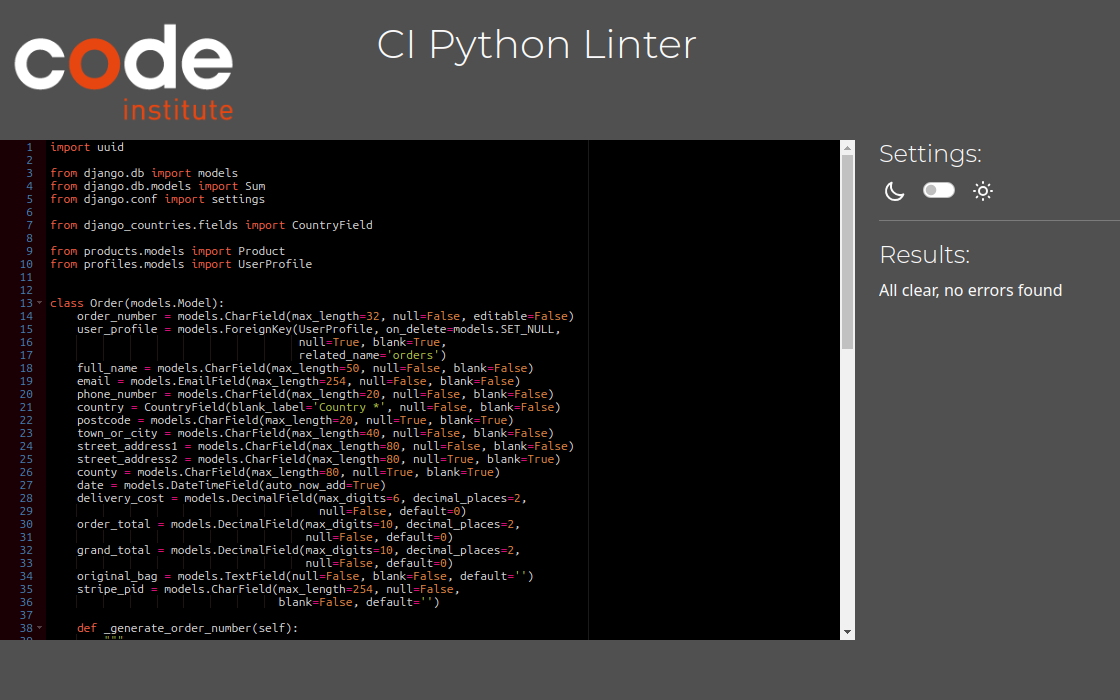 code
institute
CI Python Linter
1 import uuid
2
3 from django.db import models
4 from django.db.models import Sum
5 from django.conf import settings
6
7 from django_countries.fields import CountryField
8
9 from products.models import Product
10 from profiles.models import UserProfile
11
12
13 class Order(models.Model):
14     order_number = models.CharField(max_length=32, null=False, editable=False)
15     user_profile = models.ForeignKey(UserProfile, on_delete=models.SET_NULL,
16                                      null=True, blank=True,
17                                      related_name='orders')
18     full_name = models.CharField(max_length=50, null=False, blank=False)
19     email = models.EmailField(max_length=254, null=False, blank=False)
20     phone_number = models.CharField(max_length=20, null=False, blank=False)
21     country = CountryField(blank_label='Country *', null=False, blank=False)
22     postcode = models.CharField(max_length=20, null=True, blank=True)
23     town_or_city = models.CharField(max_length=40, null=False, blank=False)
24     street_address1 = models.CharField(max_length=80, null=False, blank=False)
25     street_address2 = models.CharField(max_length=80, null=True, blank=True)
26     county = models.CharField(max_length=80, null=True, blank=True)
27     date = models.DateTimeField(auto_now_add=True)
28     delivery_cost = models.DecimalField(max_digits=6, decimal_places=2,
29                                         null=False, default=0)
30     order_total = models.DecimalField(max_digits=10, decimal_places=2,
31                                       null=False, default=0)
32     grand_total = models.DecimalField(max_digits=10, decimal_places=2,
33                                       null=False, default=0)
34     original_bag = models.TextField(null=False, blank=False, default='')
35     stripe_pid = models.CharField(max_length=254, null=False,
36                                   blank=False, default='')
37
38     def _generate_order_number(self):
39         """
Settings:
Results:
All clear, no errors found